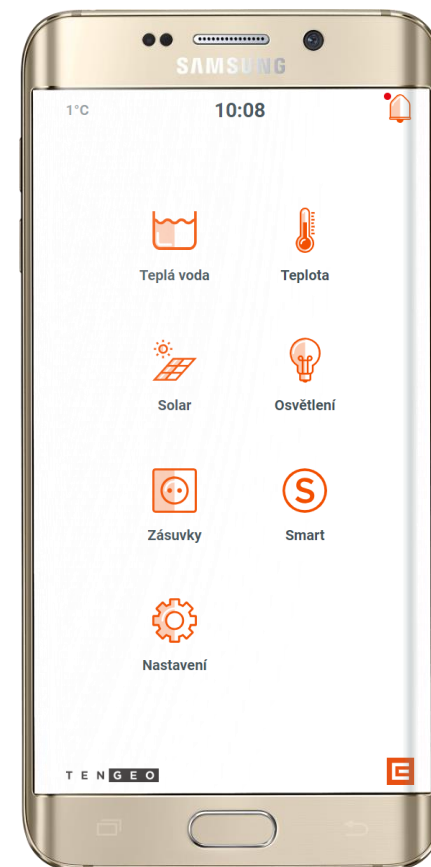 SAMSUNG
1°C
10:08
Teplá voda
Teplota
Solar
Osvětlení
Zásuvky
S
Smart
Nastavení
TENGEO